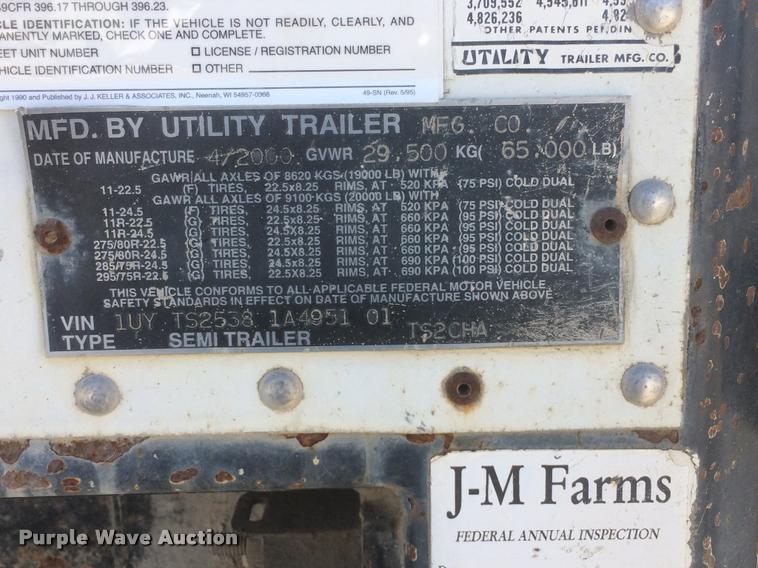 49CFR 396.17 THROUGH 396.23.
VEHICLE IDENTIFICATION: IF THE VEHICLE IS NOT READILY, CLEARLY, AND
PERMANENTLY MARKED, CHECK ONE AND COMPLETE.
FLEET UNIT NUMBER ☐ LICENSE / REGISTRATION NUMBER
VEHICLE IDENTIFICATION NUMBER ☐ OTHER
1990 and Published by J. J. KELLER & ASSOCIATES, INC., Neenah, WI 54957-0368 49-SN (Rev. 5/95)
3,709,552 4,545,611
4,826,236
OTHER PATENTS PENDIN
UTILITY TRAILER MFG. CO.
MFD. BY UTILITY TRAILER MFG. CO.
DATE OF MANUFACTURE 4/2000 GVWR 29,500 KG( 65,000 LB)
GAWR ALL AXLES OF 8620 KGS (19000 LB) WITH
11-22.5 (F) TIRES, 22.5x8.25 RIMS, AT 520 KPA (75 PSI) COLD DUAL
GAWR ALL AXLES OF 9100 KGS (20000 LB) WITH
11-24.5 (F) TIRES, 24.5x8.25 RIMS, AT 520 KPA (75 PSI) COLD DUAL
11R-22.5 (G) TIRES, 22.5x8.25 RIMS, AT 660 KPA (95 PSI) COLD DUAL
11R-24.5 (G) TIRES, 24.5x8.25 RIMS, AT 660 KPA (95 PSI) COLD DUAL
275/80R-22.5 (G) TIRES, 22.5x8.25 RIMS, AT 660 KPA (95 PSI) COLD DUAL
275/80R-24.5 (G) TIRES, 24.5x8.25 RIMS, AT 660 KPA (95 PSI) COLD DUAL
285/75R-24.5 (G) TIRES, 24.5x8.25 RIMS, AT 690 KPA (100 PSI) COLD DUAL
295/75R-22.5 (G) TIRES, 22.5X8.25 RIMS, AT 690 KPA (100 PSI) COLD DUAL
THIS VEHICLE CONFORMS TO ALL APPLICABLE FEDERAL MOTOR VEHICLE
SAFETY STANDARDS IN EFFECT ON DATE OF MANUFACTURE SHOWN ABOVE
VIN 1UY TS2538 1A4951 01
TYPE SEMI TRAILER TS2CHA
J-M Farms
FEDERAL ANNUAL INSPECTION
Purple Wave Auction